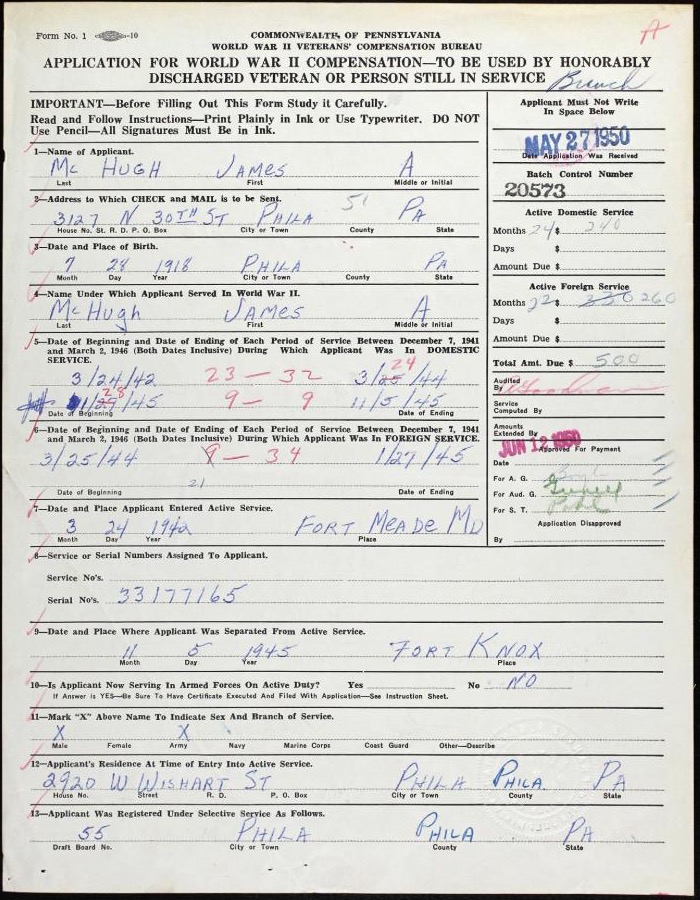 Form No. 1 -10
COMMONWEALTH OF PENNSYLVANIA
WORLD WAR II VETERANS' COMPENSATION BUREAU
A
APPLICATION FOR WORLD WAR II COMPENSATION—TO BE USED BY HONORABLY
DISCHARGED VETERAN OR PERSON STILL IN SERVICE
Branch
IMPORTANT—Before Filling Out This Form Study it Carefully.
Read and Follow Instructions—Print Plainly in Ink or Use Typewriter. DO NOT
Use Pencil—All Signatures Must Be in Ink.
Applicant Must Not Write
In Space Below
MAY 27 1950
Date Application Was Received
Batch Control Number
20573
Active Domestic Service
Months 24 $ 240
Days $
Amount Due $
Active Foreign Service
Months 22 $ 330 260
Days $
Amount Due $
Total Amt. Due $ 500
Audited
By
Service
Computed By
Amounts
Extended By
JUN 12 1950
Approved For Payment
Date
For A. G.
For Aud. G.
For S. T.
Application Disapproved
By
1—Name of Applicant.
Mc HUGH JAMES A
Last First Middle or Initial
2—Address to Which CHECK and MAIL is to be Sent.
3127 N 30TH ST PHILA 51 PA
House No. St. R. D. P. O. Box City or Town County State
3—Date and Place of Birth.
7 28 1918 PHILA PA
Month Day Year City or Town County State
4—Name Under Which Applicant Served In World War II.
McHugh JAMES A
Last First Middle or Initial
5—Date of Beginning and Date of Ending of Each Period of Service Between December 7, 1941
and March 2, 1946 (Both Dates Inclusive) During Which Applicant Was In DOMESTIC
SERVICE.
3/24/42 23 — 32 3/25/44 24
1/27/45 28 9 — 9 11/5/45
Date of Beginning Date of Ending
6—Date of Beginning and Date of Ending of Each Period of Service Between December 7, 1941
and March 2, 1946 (Both Dates Inclusive) During Which Applicant Was In FOREIGN SERVICE.
3/25/44 9 — 34 1/27/45
21
Date of Beginning Date of Ending
7—Date and Place Applicant Entered Active Service.
3 24 1942 FORT MEADE MD
Month Day Year Place
8—Service or Serial Numbers Assigned To Applicant.
Service No's.
Serial No's. 33177165
9—Date and Place Where Applicant Was Separated From Active Service.
11 5 1945 FORT KNOX
Month Day Year Place
10—Is Applicant Now Serving In Armed Forces On Active Duty? Yes No NO
If Answer is YES—Be Sure To Have Certificate Executed And Filed With Application—See Instruction Sheet.
11—Mark "X" Above Name To Indicate Sex And Branch of Service.
X X
Male Female Army Navy Marine Corps Coast Guard Other—Describe
12—Applicant's Residence At Time of Entry Into Active Service.
2920 W WISHART ST PHILA PHILA. PA
House No. Street R. D. P. O. Box City or Town County State
13—Applicant Was Registered Under Selective Service As Follows.
55 PHILA PHILA PA
Draft Board No. City or Town County State